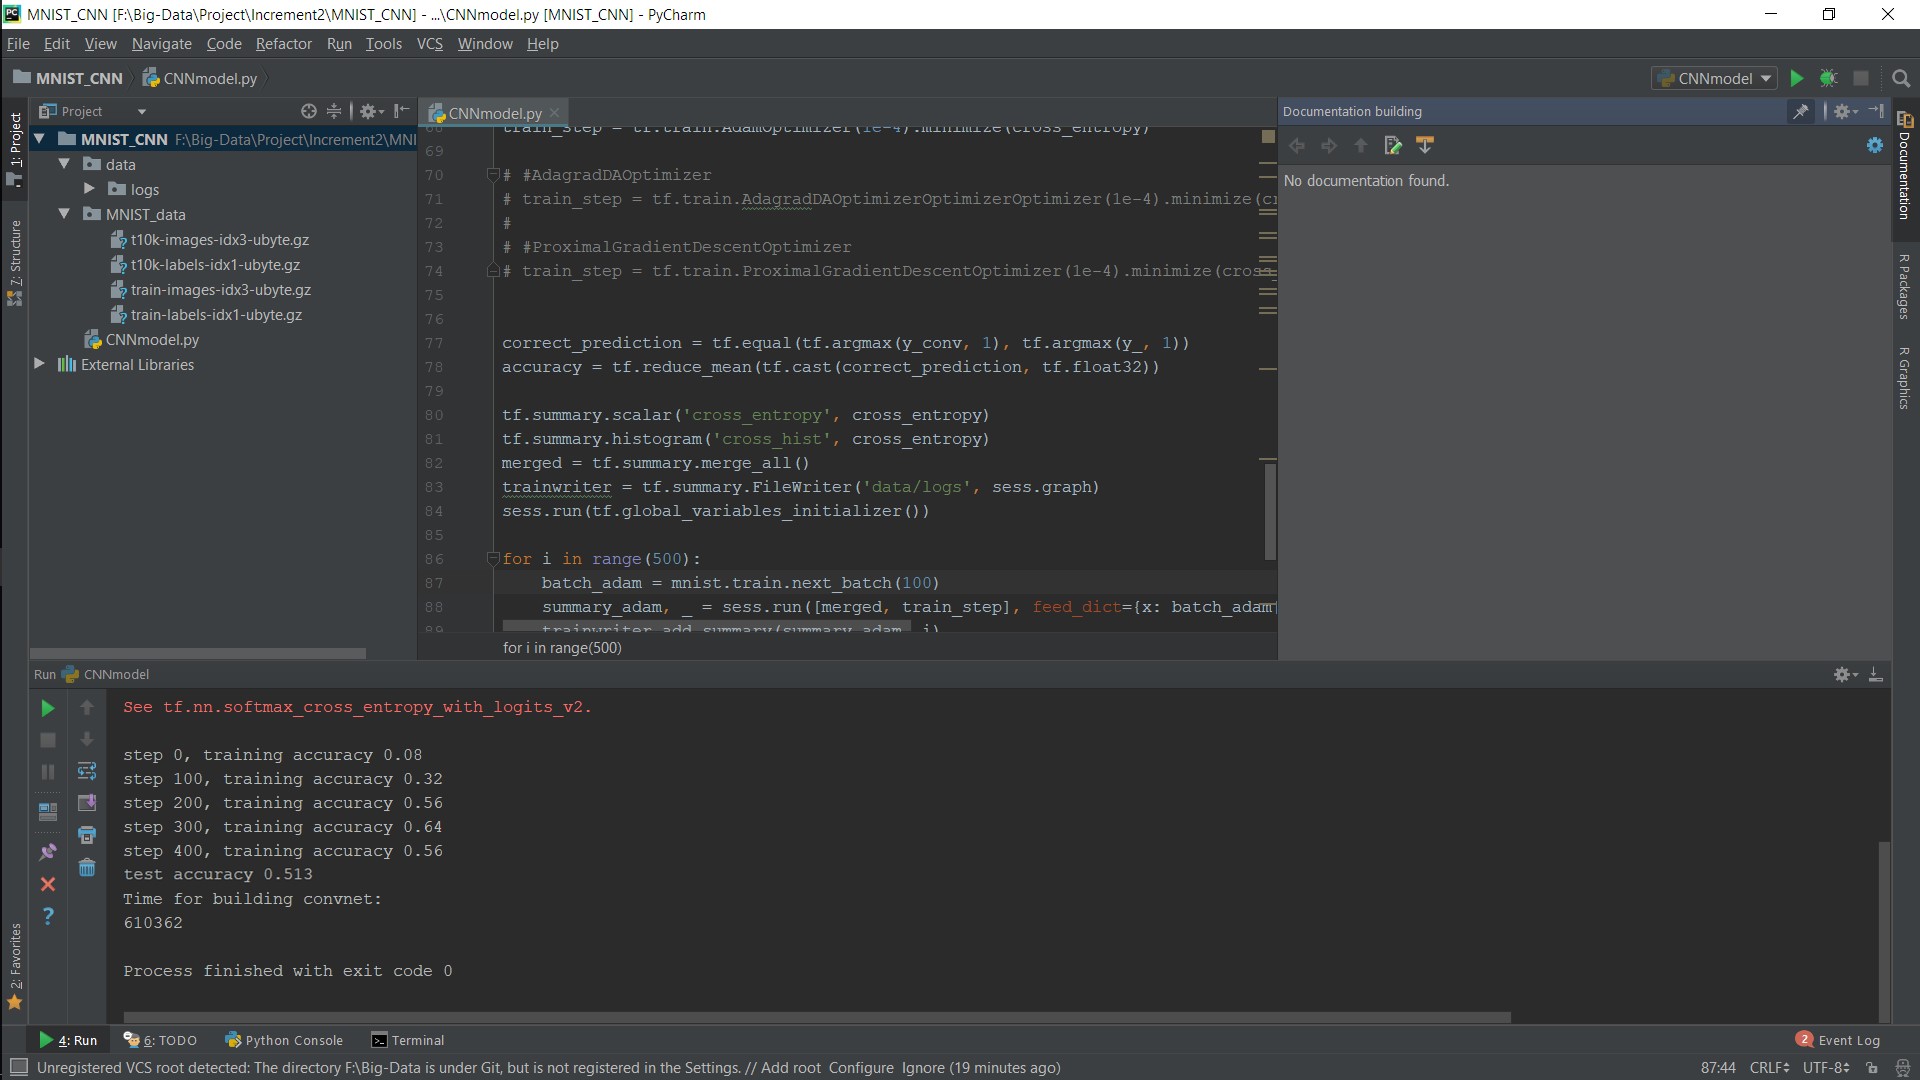 MNIST_CNN [F:\Big-Data\Project\Increment2\MNIST_CNN] - ...\CNNmodel.py [MNIST_CNN] - PyCharm
File Edit View Navigate Code Refactor Run Tools VCS Window Help
MNIST_CNN CNNmodel.py
CNNmodel
Project
CNNmodel.py
Documentation building
1: Project
7: Structure
2: Favorites
MNIST_CNN F:\Big-Data\Project\Increment2\MNI
data
logs
MNIST_data
t10k-images-idx3-ubyte.gz
t10k-labels-idx1-ubyte.gz
train-images-idx3-ubyte.gz
train-labels-idx1-ubyte.gz
CNNmodel.py
External Libraries
68 train_step = tf.train.AdamOptimizer(1e-4).minimize(cross_entropy)
69
70 # #AdagradDAOptimizer
71 # train_step = tf.train.AdagradDAOptimizerOptimizerOptimizer(1e-4).minimize(cr
72 #
73 # #ProximalGradientDescentOptimizer
74 # train_step = tf.train.ProximalGradientDescentOptimizer(1e-4).minimize(cross_
75
76
77 correct_prediction = tf.equal(tf.argmax(y_conv, 1), tf.argmax(y_, 1))
78 accuracy = tf.reduce_mean(tf.cast(correct_prediction, tf.float32))
79
80 tf.summary.scalar('cross_entropy', cross_entropy)
81 tf.summary.histogram('cross_hist', cross_entropy)
82 merged = tf.summary.merge_all()
83 trainwriter = tf.summary.FileWriter('data/logs', sess.graph)
84 sess.run(tf.global_variables_initializer())
85
86 for i in range(500):
87 batch_adam = mnist.train.next_batch(100)
88 summary_adam, _ = sess.run([merged, train_step], feed_dict={x: batch_adam[
89 trainwriter.add_summary(summary_adam, i)
for i in range(500)
No documentation found.
Documentation
R Packages
R Graphics
Run CNNmodel
See tf.nn.softmax_cross_entropy_with_logits_v2.
step 0, training accuracy 0.08
step 100, training accuracy 0.32
step 200, training accuracy 0.56
step 300, training accuracy 0.64
step 400, training accuracy 0.56
test accuracy 0.513
Time for building convnet:
610362
Process finished with exit code 0
4: Run 6: TODO Python Console Terminal 2 Event Log
Unregistered VCS root detected: The directory F:\Big-Data is under Git, but is not registered in the Settings. // Add root Configure Ignore (19 minutes ago) 87:44 CRLF UTF-8